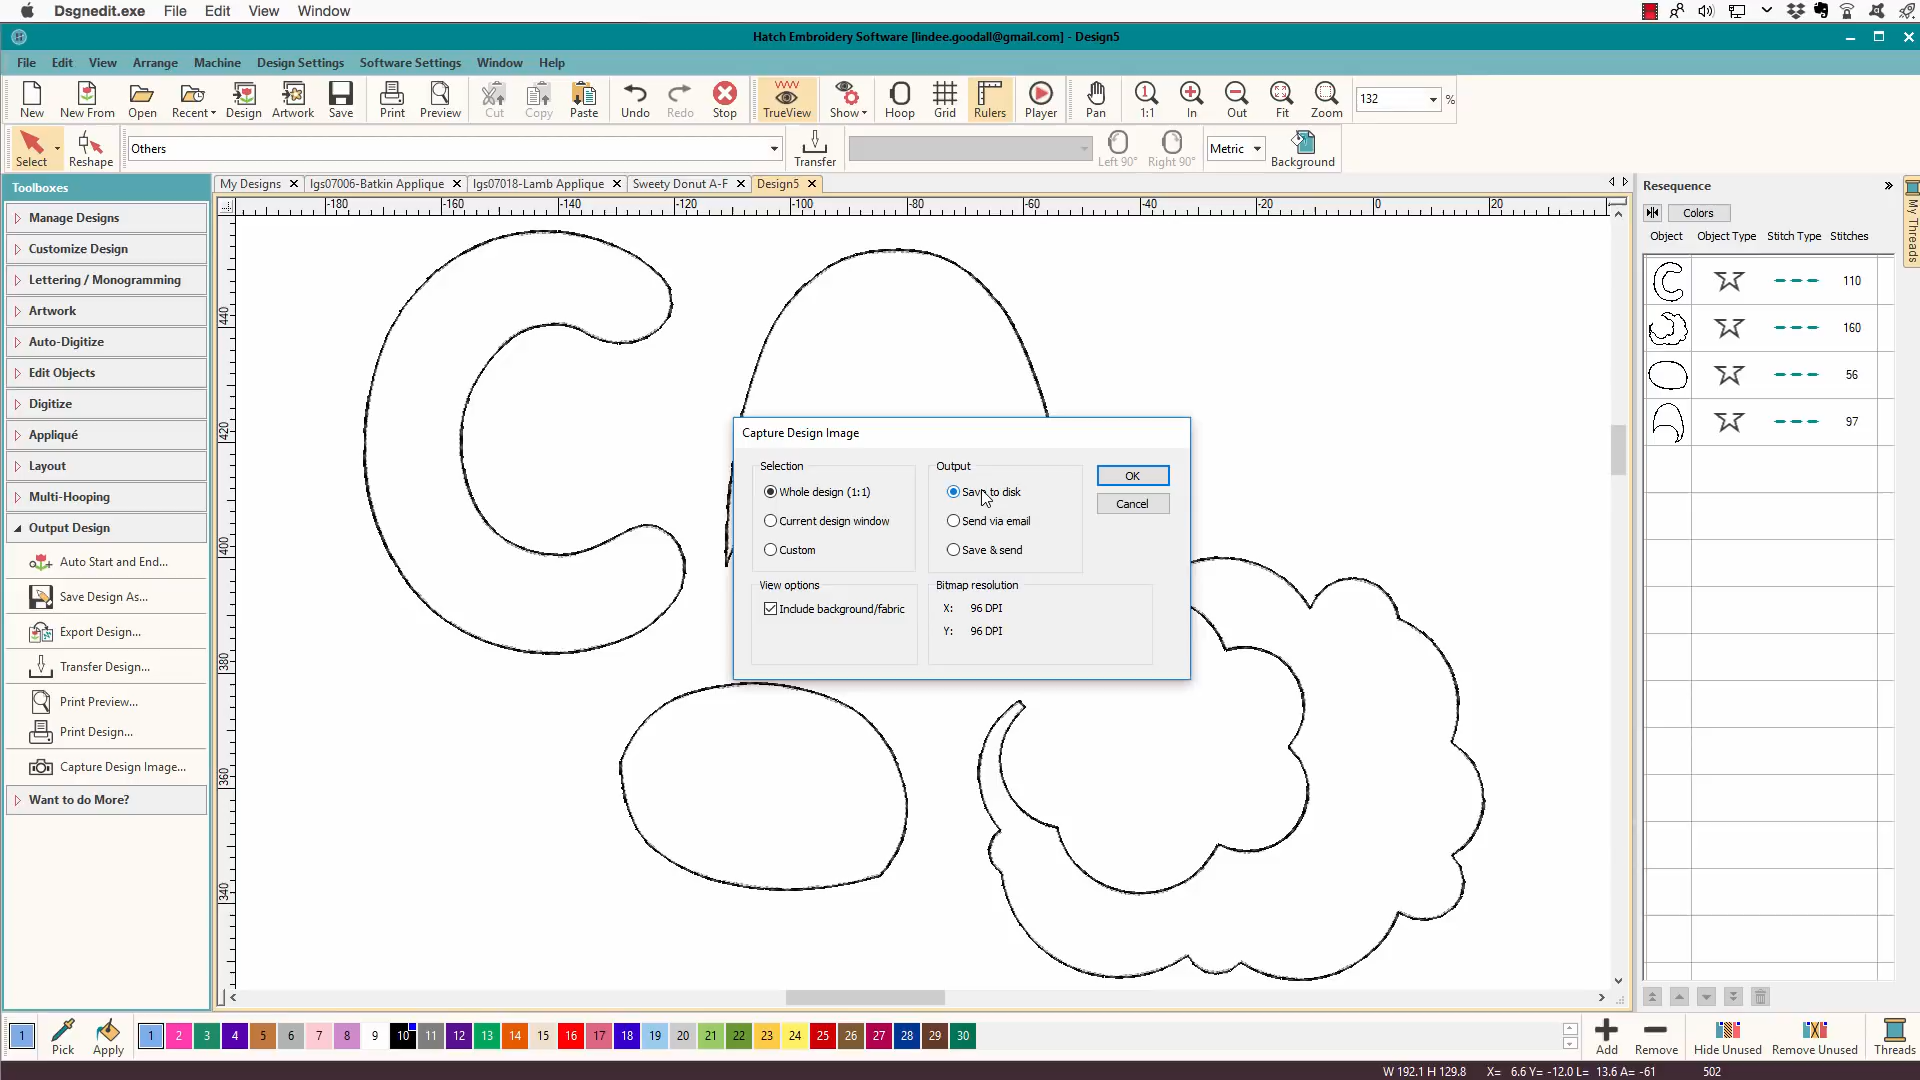 Dsgnedit.exe File Edit View Window
Hatch Embroidery Software [lindee.goodall@gmail.com] - Design5
File Edit View Arrange Machine Design Settings Software Settings Window Help
New New From Open Recent Design Artwork Save Print Preview Cut Copy Paste Undo Redo Stop TrueView Show Hoop Grid Rulers Player Pan 1:1 In Out Fit Zoom 132 %
Select Reshape Others Transfer Left 90° Right 90° Metric Background
Toolboxes
My Designs Igs07006-Batkin Applique Igs07018-Lamb Applique Sweety Donut A-F Design5
Resequence
My Threads
-180 -160 -140 -120 -100 -80 -60 -40 -20 0 20
Manage Designs
Customize Design
Lettering / Monogramming
Artwork
Auto-Digitize
Edit Objects
Digitize
Appliqué
Layout
Multi-Hooping
Output Design
Auto Start and End...
Save Design As...
Export Design...
Transfer Design...
Print Preview...
Print Design...
Capture Design Image...
Want to do More?
440
420
400
380
360
340
Capture Design Image
Selection
Whole design (1:1)
Current design window
Custom
Output
Save to disk
Send via email
Save & send
OK
Cancel
View options
Include background/fabric
Bitmap resolution
X: 96 DPI
Y: 96 DPI
Colors
Object Object Type Stitch Type Stitches
110
160
56
97
1 Pick Apply 1 2 3 4 5 6 7 8 9 10 11 12 13 14 15 16 17 18 19 20 21 22 23 24 25 26 27 28 29 30 Add Remove Hide Unused Remove Unused Threads
W 192.1 H 129.8 X= 6.6 Y= -12.0 L= 13.6 A= -61 502